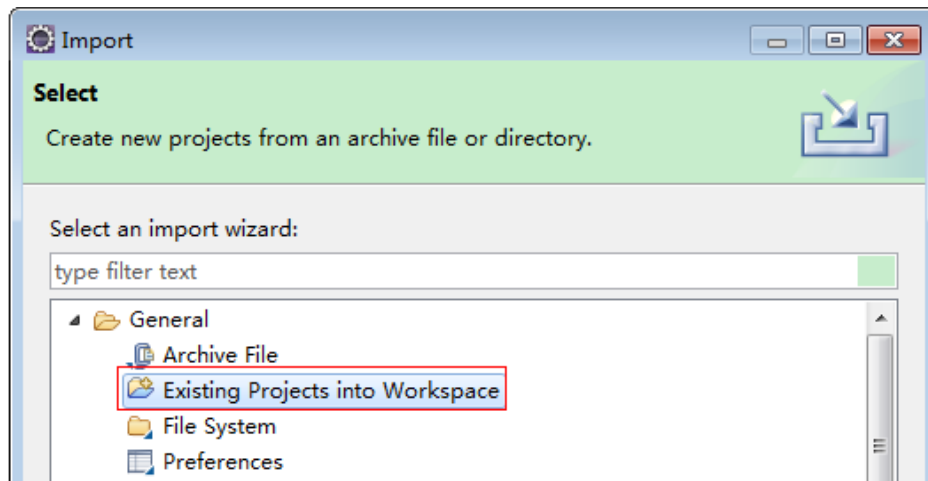 Import
Select
Create new projects from an archive file or directory.
Select an import wizard:
type filter text
General
Archive File
Existing Projects into Workspace
File System
Preferences